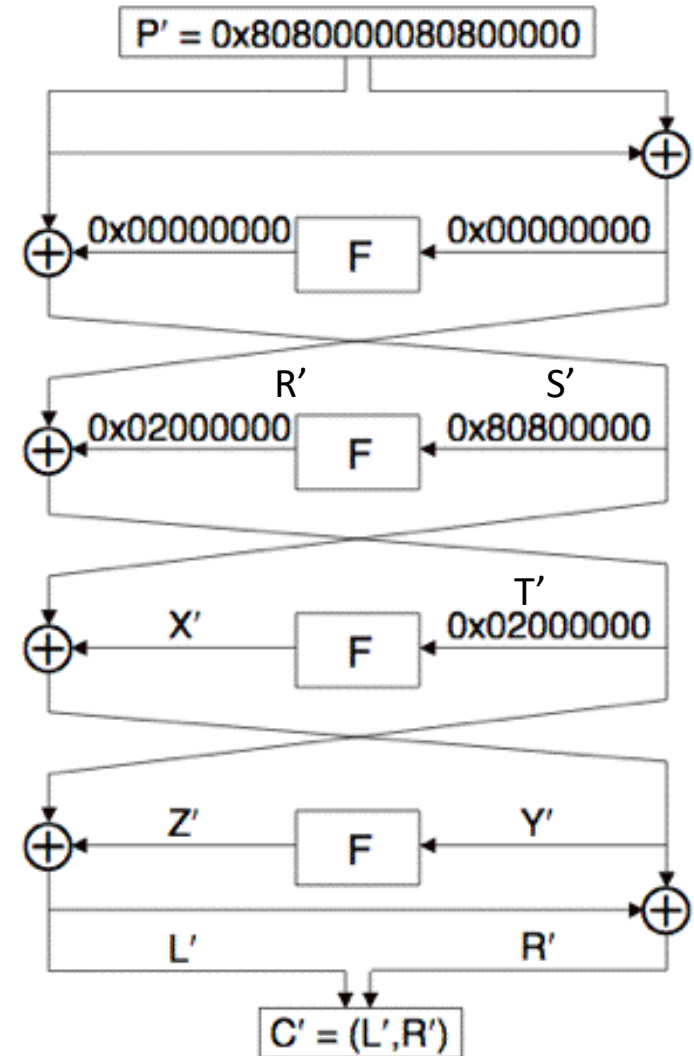 P' = 0x8080000080800000
0x00000000 F 0x00000000
R' S'
0x02000000 F 0x80800000
T'
X' F 0x02000000
Z' F Y'
L' R'
C' = (L',R')